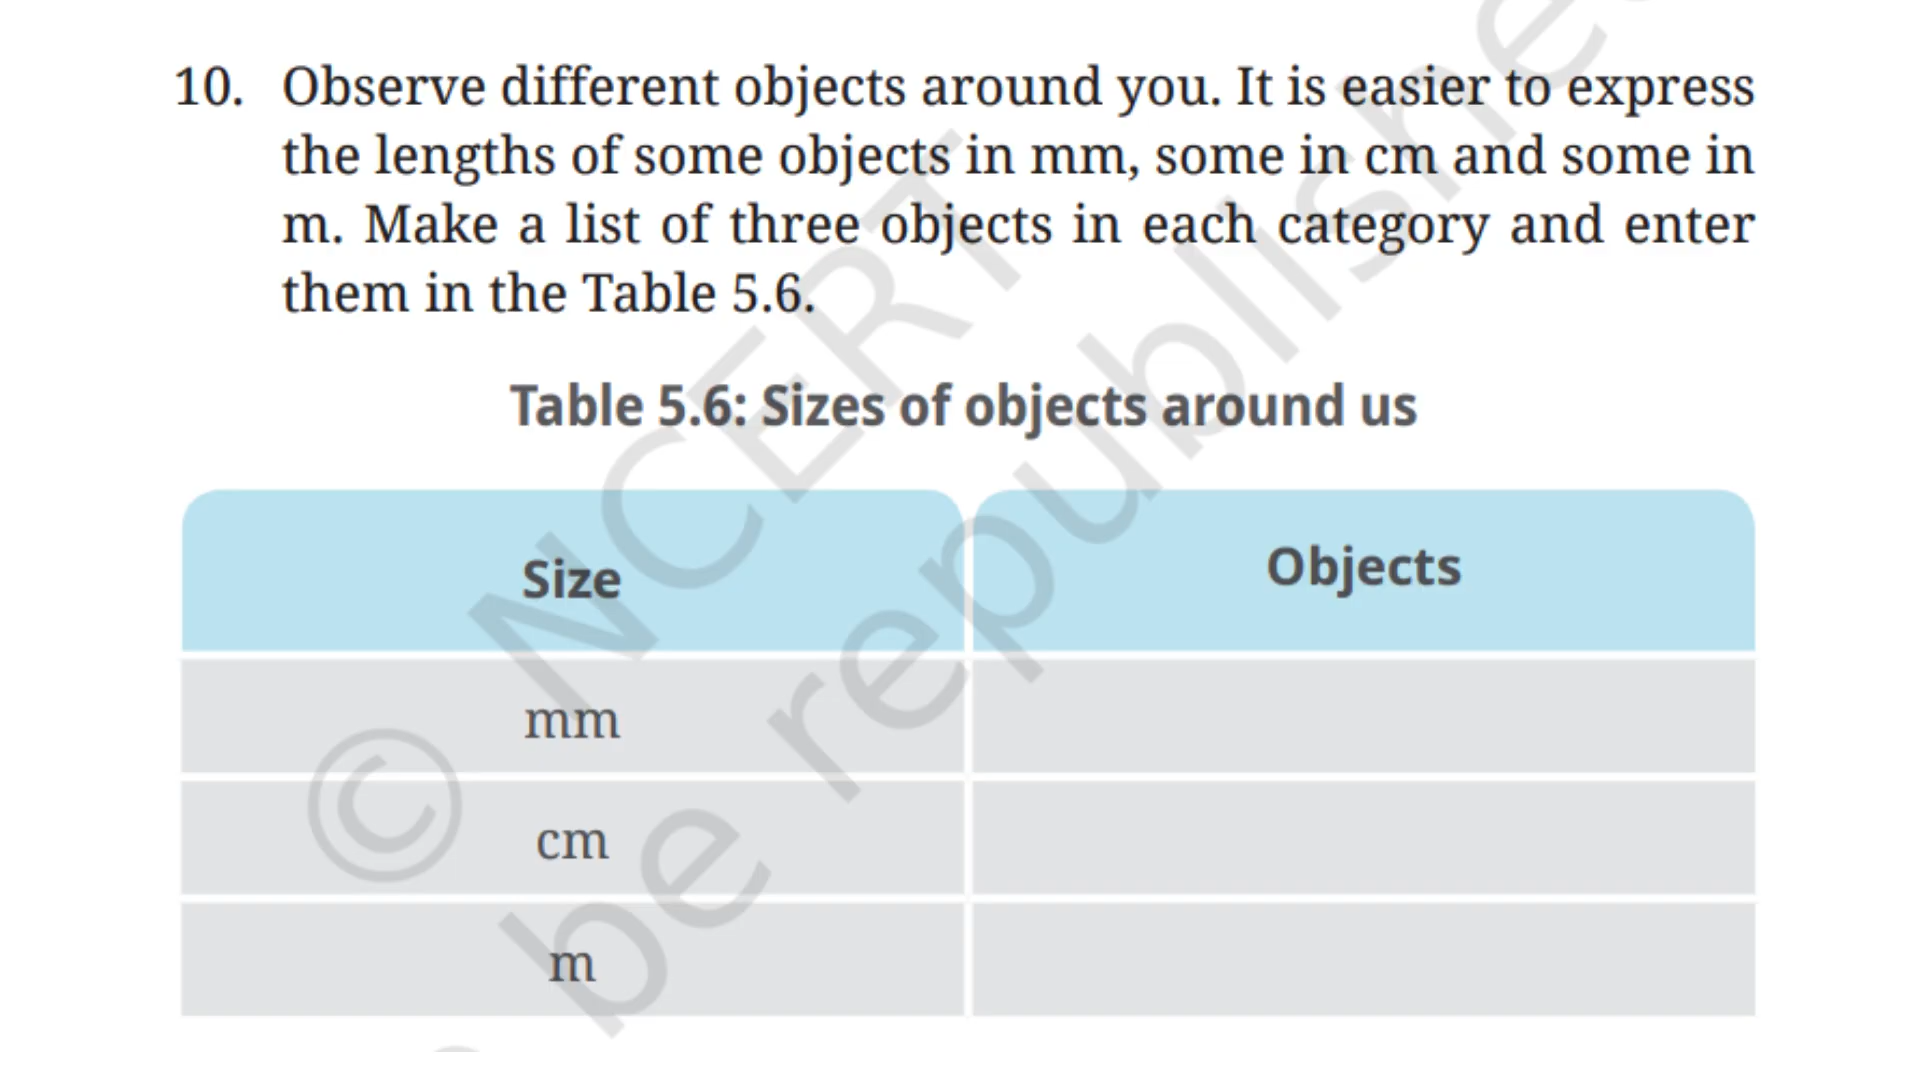 10. Observe different objects around you. It is easier to express
the lengths of some objects in mm, some in cm and some in
m. Make a list of three objects in each category and enter
them in the Table 5.6.
Table 5.6: Sizes of objects around us
Size Objects
mm
cm
m
© NCERT
be republishe